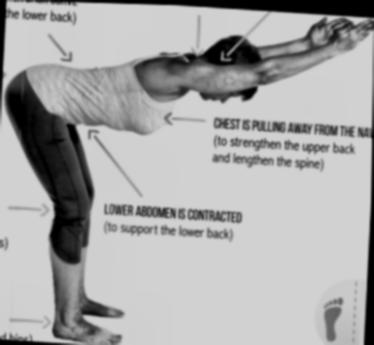 the lower back)
CHEST IS PULLING AWAY FROM THE
(to strengthen the upper back
and lengthen the spine)
LOWER ABDOMEN IS CONTRACTED
(to support the lower back)